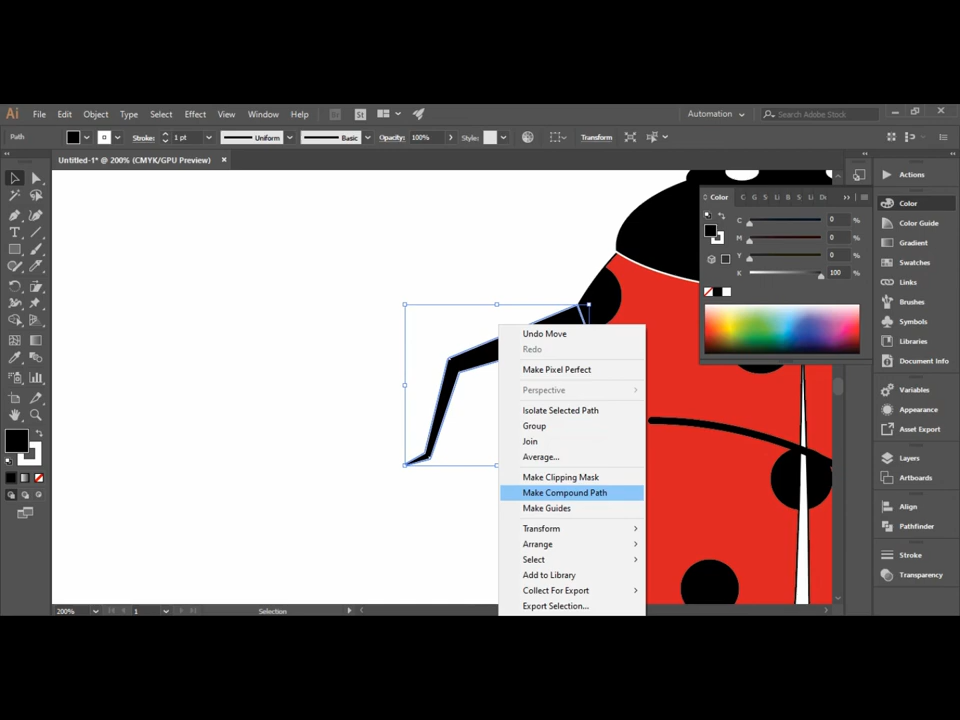 Ai File Edit Object Type Select Effect View Window Help Br St Automation Search Adobe Stock
Path Stroke: 1 pt Uniform Basic Opacity: 100% Style: Transform
Untitled-1* @ 200% (CMYK/GPU Preview)
Color C G S L B S L
C 0 %
M 0 %
Y 0 %
K 100 %
Actions
Color
Color Guide
Gradient
Swatches
Links
Brushes
Symbols
Libraries
Document Info
Variables
Appearance
Asset Export
Layers
Artboards
Align
Pathfinder
Stroke
Transparency
Undo Move
Redo
Make Pixel Perfect
Perspective
Isolate Selected Path
Group
Join
Average...
Make Clipping Mask
Make Compound Path
Make Guides
Transform
Arrange
Select
Add to Library
Collect For Export
Export Selection...
200% 1 Selection